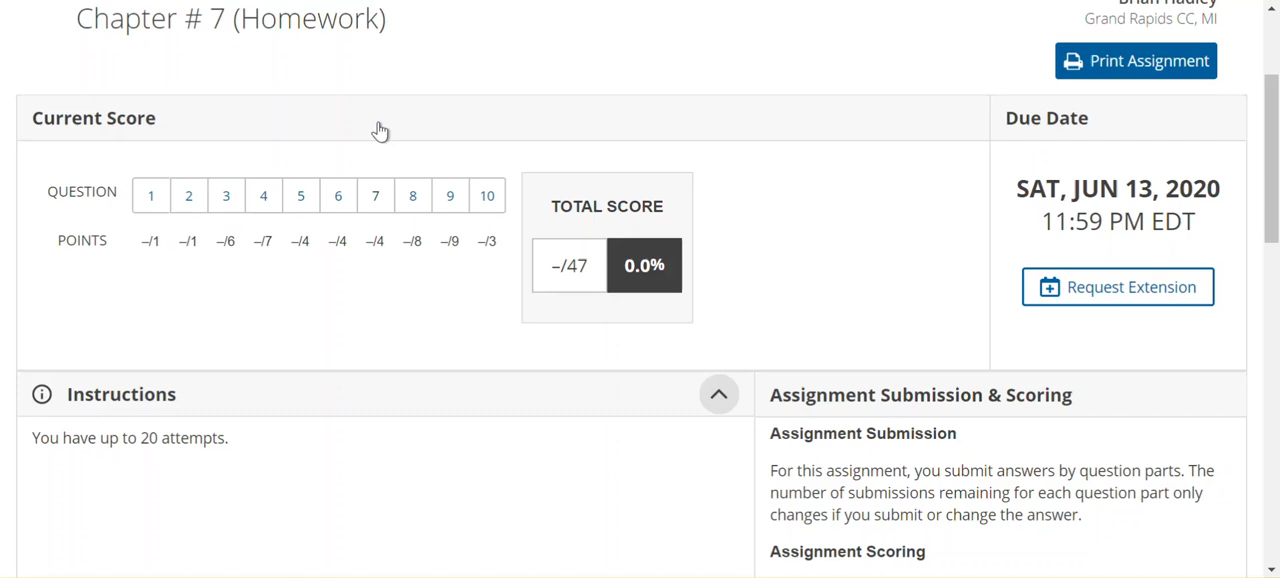 Chapter # 7 (Homework)
Grand Rapids CC, MI
Print Assignment
Current Score
Due Date
QUESTION 1 2 3 4 5 6 7 8 9 10
POINTS –/1 –/1 –/6 –/7 –/4 –/4 –/4 –/8 –/9 –/3
TOTAL SCORE
–/47 0.0%
SAT, JUN 13, 2020
11:59 PM EDT
Request Extension
Instructions
You have up to 20 attempts.
Assignment Submission & Scoring
Assignment Submission
For this assignment, you submit answers by question parts. The
number of submissions remaining for each question part only
changes if you submit or change the answer.
Assignment Scoring